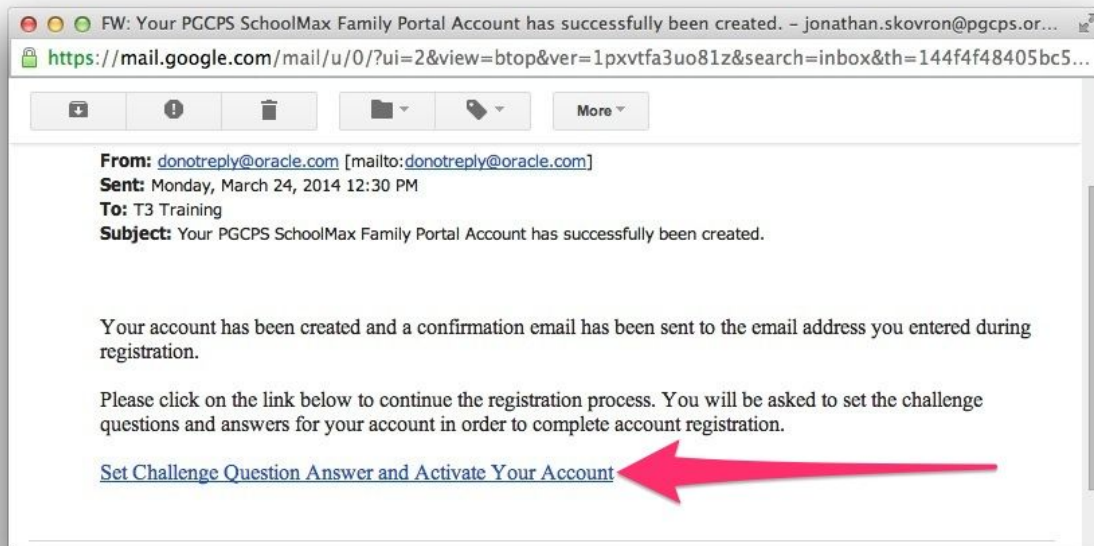 FW: Your PGCPS SchoolMax Family Portal Account has successfully been created. – jonathan.skovron@pgcps.or...
https://mail.google.com/mail/u/0/?ui=2&view=btop&ver=1pxvtfa3uo81z&search=inbox&th=144f4f48405bc5...
More
From: donotreply@oracle.com [mailto:donotreply@oracle.com]
Sent: Monday, March 24, 2014 12:30 PM
To: T3 Training
Subject: Your PGCPS SchoolMax Family Portal Account has successfully been created.
Your account has been created and a confirmation email has been sent to the email address you entered during
registration.
Please click on the link below to continue the registration process. You will be asked to set the challenge
questions and answers for your account in order to complete account registration.
Set Challenge Question Answer and Activate Your Account